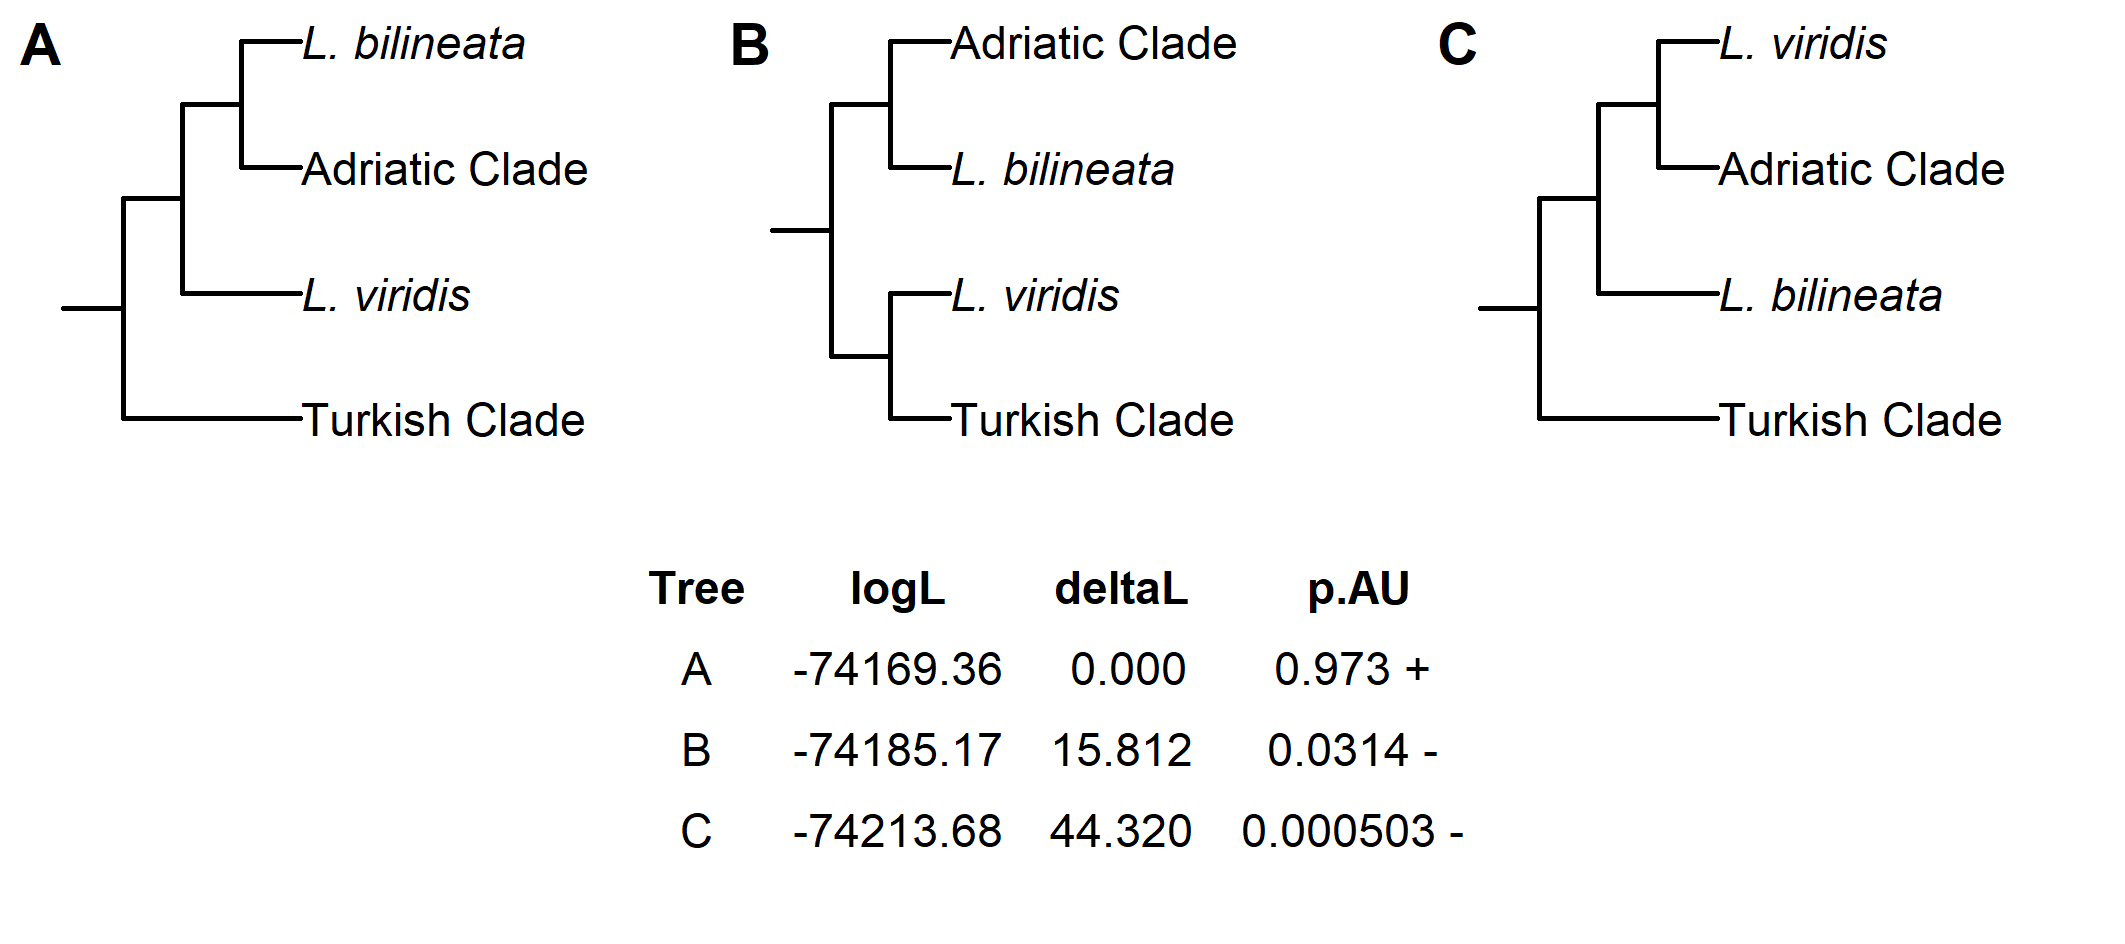 A
L. bilineata
Adriatic Clade
L. viridis
Turkish Clade
B
Adriatic Clade
L. bilineata
L. viridis
Turkish Clade
C
L. viridis
Adriatic Clade
L. bilineata
Turkish Clade
Tree logL deltaL p.AU
A -74169.36 0.000 0.973 +
B -74185.17 15.812 0.0314 -
C -74213.68 44.320 0.000503 -